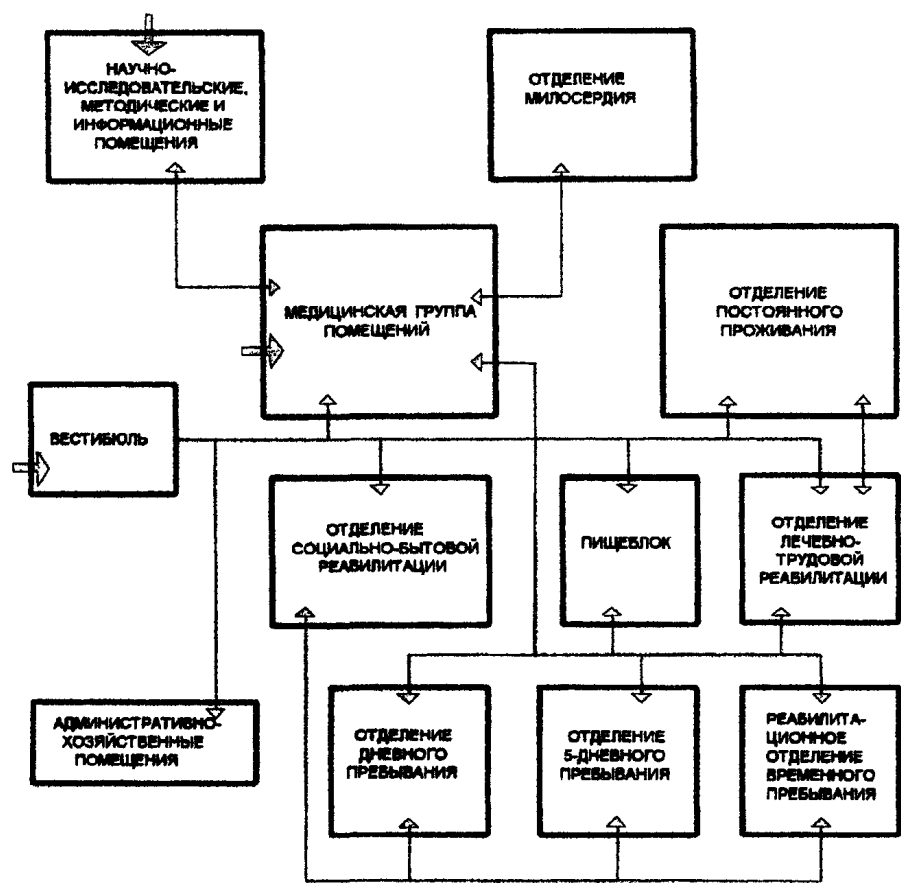 НАУЧНО-
ИССЛЕДОВАТЕЛЬСКИЕ,
МЕТОДИЧЕСКИЕ И
ИНФОРМАЦИОННЫЕ
ПОМЕЩЕНИЯ
ОТДЕЛЕНИЕ
МИЛОСЕРДИЯ
МЕДИЦИНСКАЯ ГРУППА
ПОМЕЩЕНИЙ
ОТДЕЛЕНИЕ
ПОСТОЯННОГО
ПРОЖИВАНИЯ
ВЕСТИБЮЛЬ
ОТДЕЛЕНИЕ
СОЦИАЛЬНО-БЫТОВОЙ
РЕАБИЛИТАЦИИ
ПИЩЕБЛОК
ОТДЕЛЕНИЕ
ЛЕЧЕБНО-
ТРУДОВОЙ
РЕАБИЛИТАЦИИ
АДМИНИСТРАТИВНО-
ХОЗЯЙСТВЕННЫЕ
ПОМЕЩЕНИЯ
ОТДЕЛЕНИЕ
ДНЕВНОГО
ПРЕБЫВАНИЯ
ОТДЕЛЕНИЕ
5-ДНЕВНОГО
ПРЕБЫВАНИЯ
РЕАБИЛИТА-
ЦИОННОЕ
ОТДЕЛЕНИЕ
ВРЕМЕННОГО
ПРЕБЫВАНИЯ